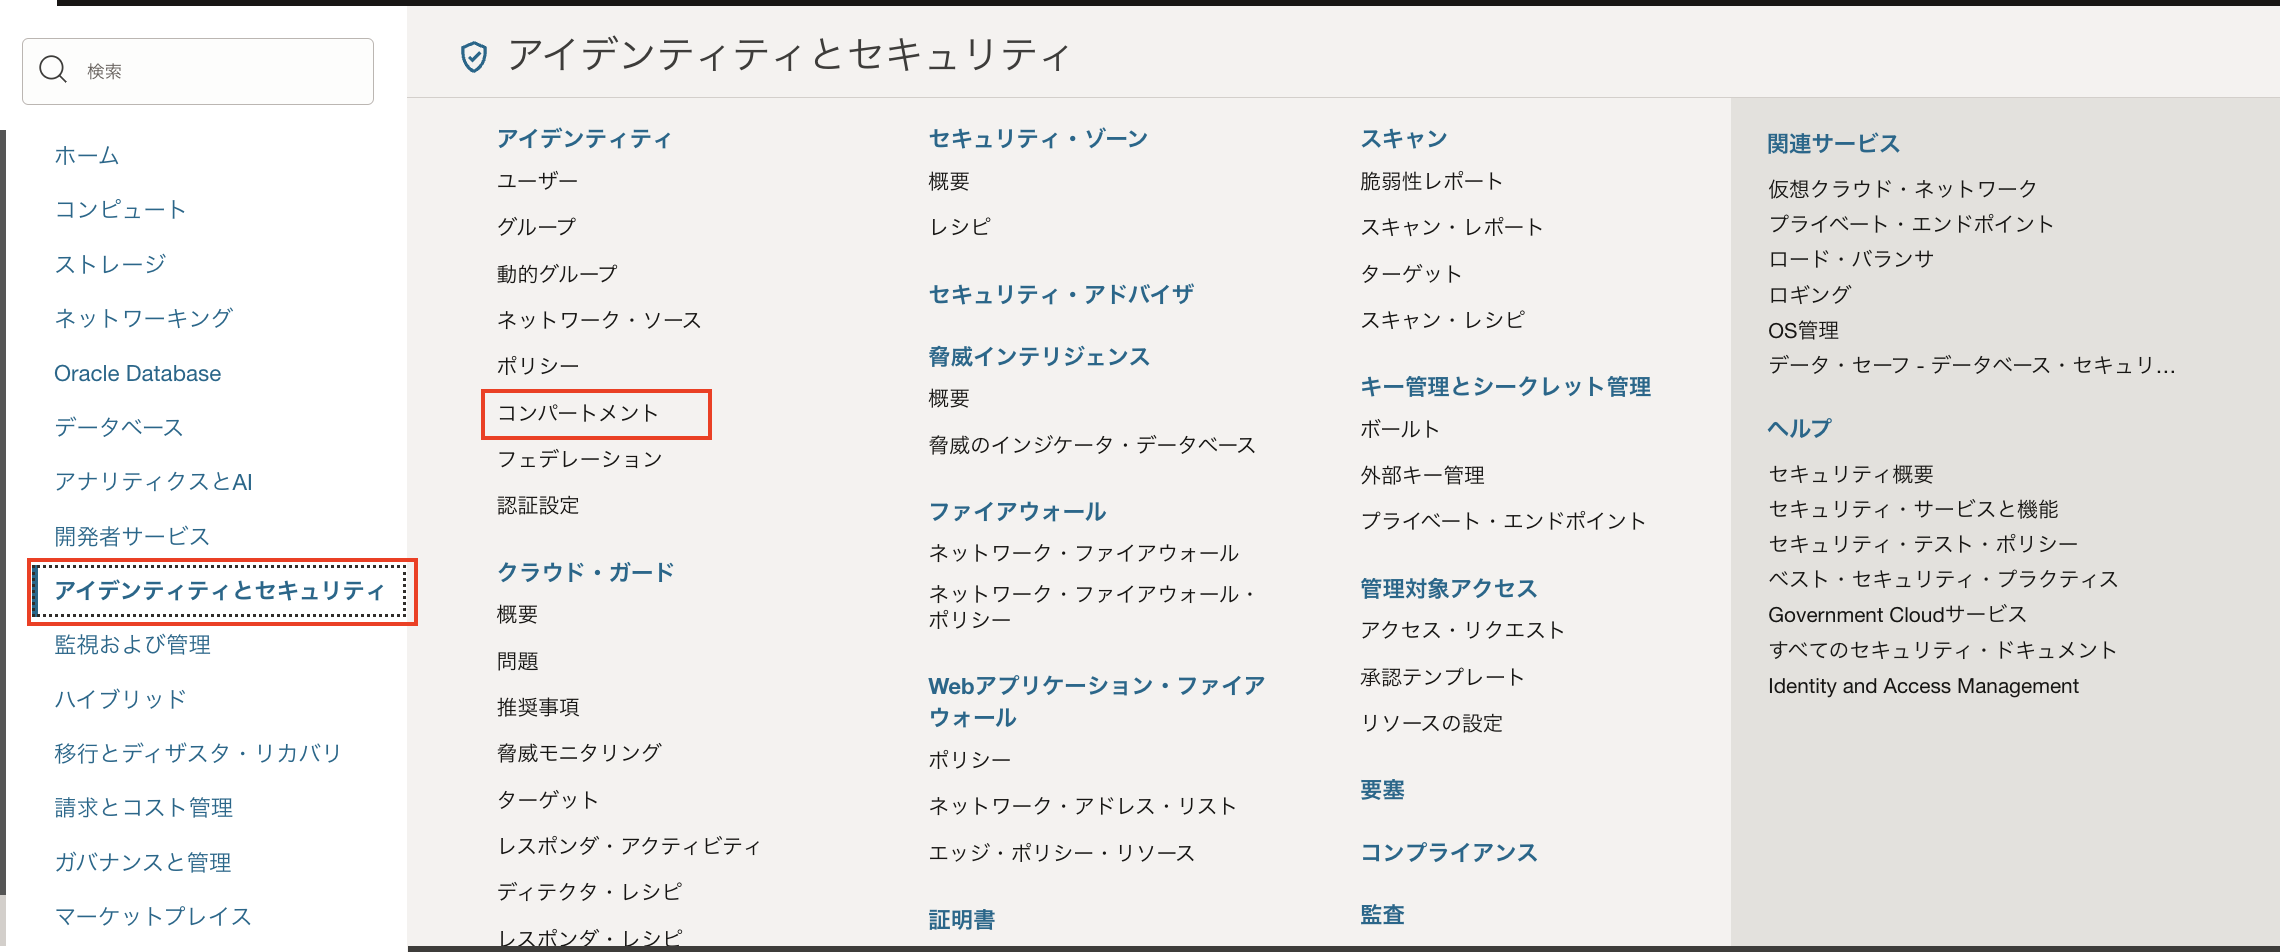 検索
ホーム
コンピュート
ストレージ
ネットワーキング
Oracle Database
データベース
アナリティクスとAI
開発者サービス
アイデンティティとセキュリティ
監視および管理
ハイブリッド
移行とディザスタ・リカバリ
請求とコスト管理
ガバナンスと管理
マーケットプレイス
アイデンティティとセキュリティ
アイデンティティ
ユーザー
グループ
動的グループ
ネットワーク・ソース
ポリシー
コンパートメント
フェデレーション
認証設定
クラウド・ガード
概要
問題
推奨事項
脅威モニタリング
ターゲット
レスポンダ・アクティビティ
ディテクタ・レシピ
レスポンダ・レシピ
セキュリティ・ゾーン
概要
レシピ
セキュリティ・アドバイザ
脅威インテリジェンス
概要
脅威のインジケータ・データベース
ファイアウォール
ネットワーク・ファイアウォール
ネットワーク・ファイアウォール・
ポリシー
Webアプリケーション・ファイア
ウォール
ポリシー
ネットワーク・アドレス・リスト
エッジ・ポリシー・リソース
証明書
スキャン
脆弱性レポート
スキャン・レポート
ターゲット
スキャン・レシピ
キー管理とシークレット管理
ボールト
外部キー管理
プライベート・エンドポイント
管理対象アクセス
アクセス・リクエスト
承認テンプレート
リソースの設定
要塞
コンプライアンス
監査
関連サービス
仮想クラウド・ネットワーク
プライベート・エンドポイント
ロード・バランサ
ロギング
OS管理
データ・セーフ - データベース・セキュリ...
ヘルプ
セキュリティ概要
セキュリティ・サービスと機能
セキュリティ・テスト・ポリシー
ベスト・セキュリティ・プラクティス
Government Cloudサービス
すべてのセキュリティ・ドキュメント
Identity and Access Management